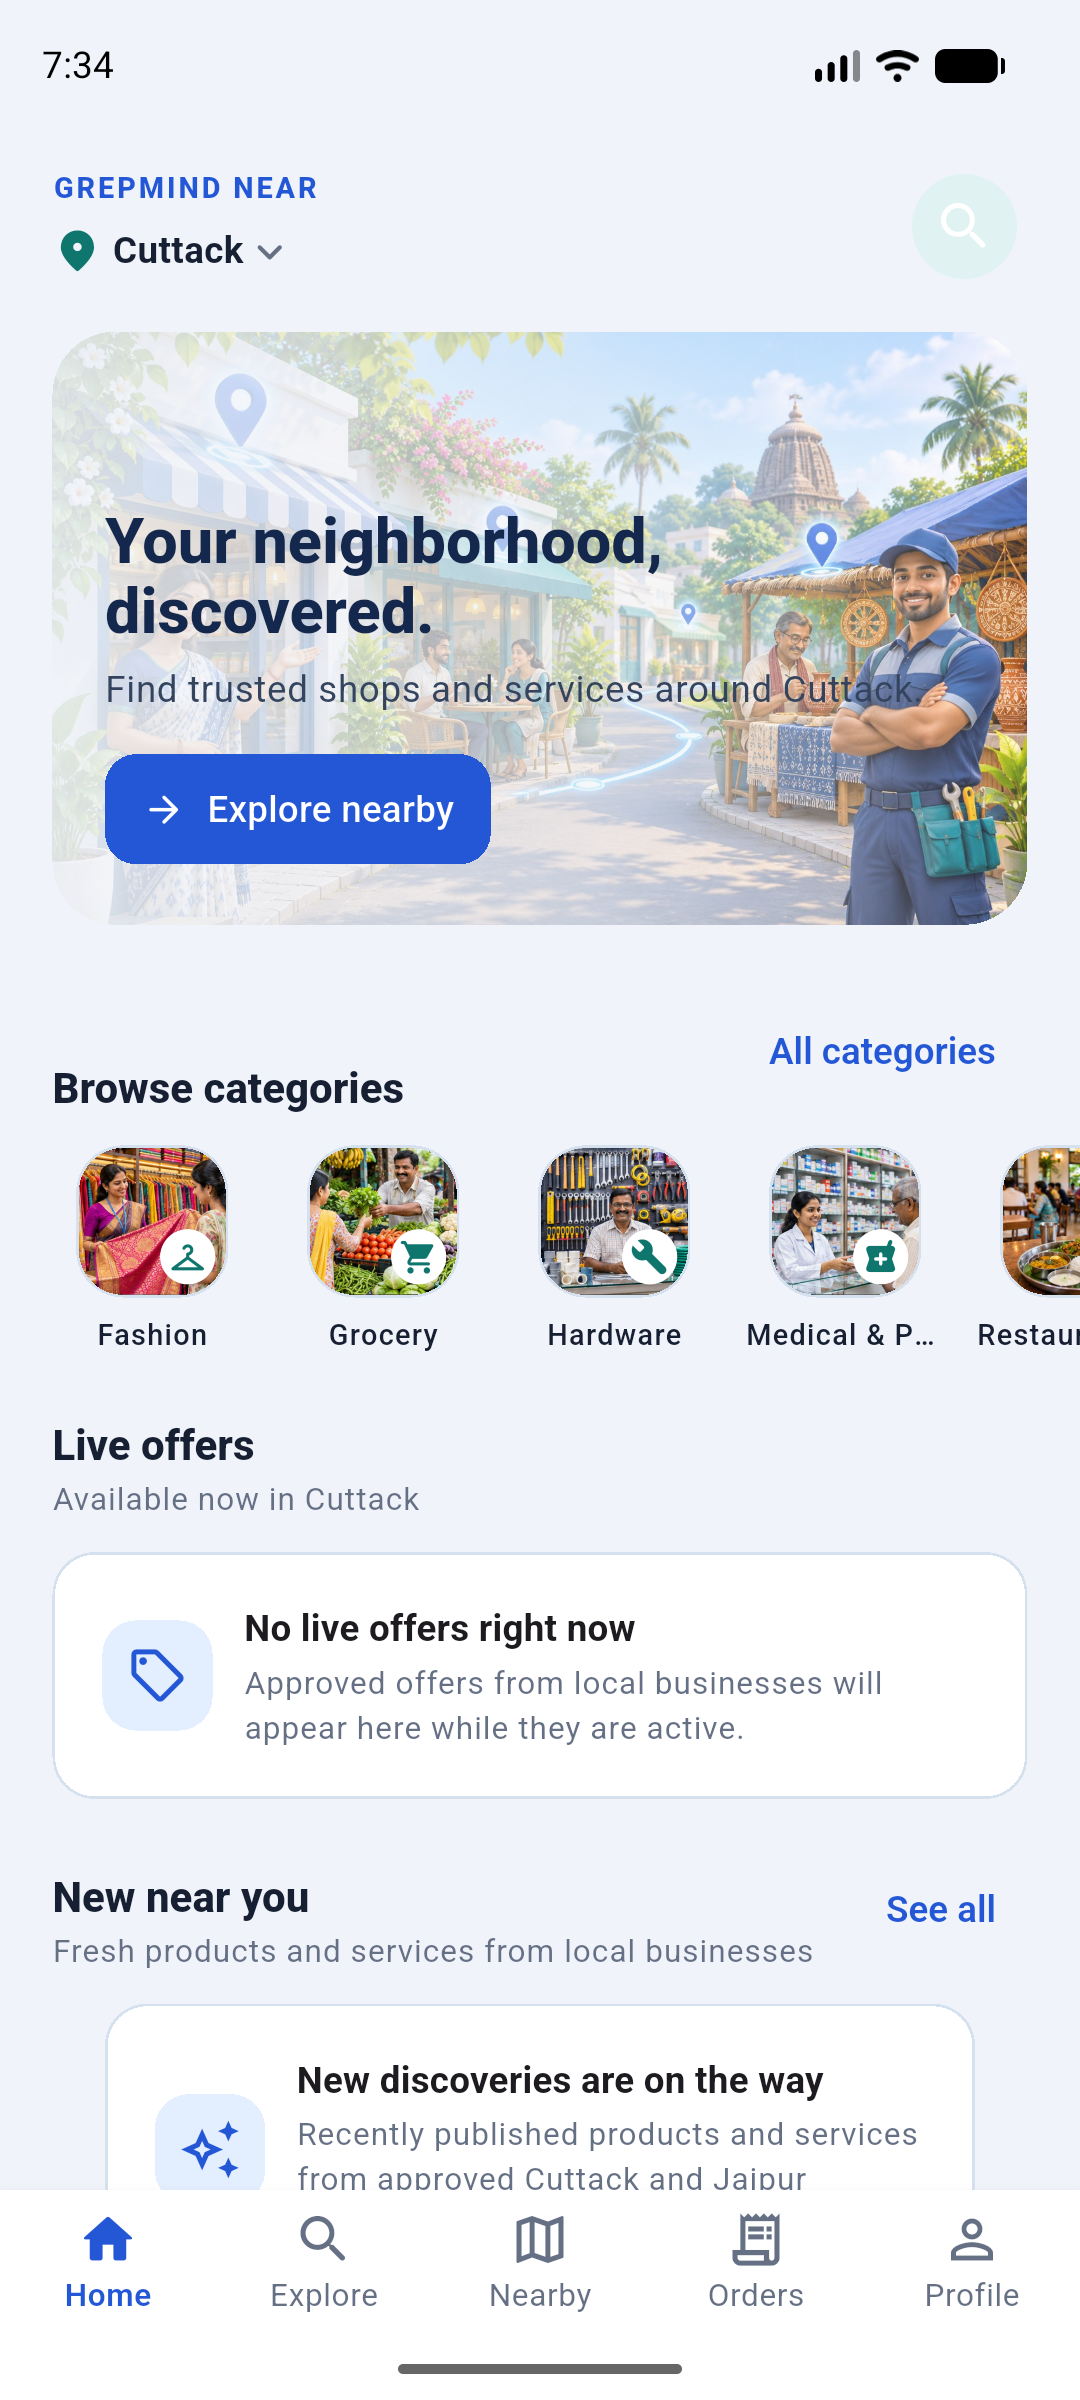 7:34
GREPMIND NEAR
Cuttack
Your neighborhood,
discovered.
Find trusted shops and services around Cuttack
Explore nearby
All categories
Browse categories
Fashion
Grocery
Hardware
Medical & P…
Restaur
Live offers
Available now in Cuttack
No live offers right now
Approved offers from local businesses will
appear here while they are active.
New near you
See all
Fresh products and services from local businesses
New discoveries are on the way
Recently published products and services
from approved Cuttack and Jajpur
Home
Explore
Nearby
Orders
Profile